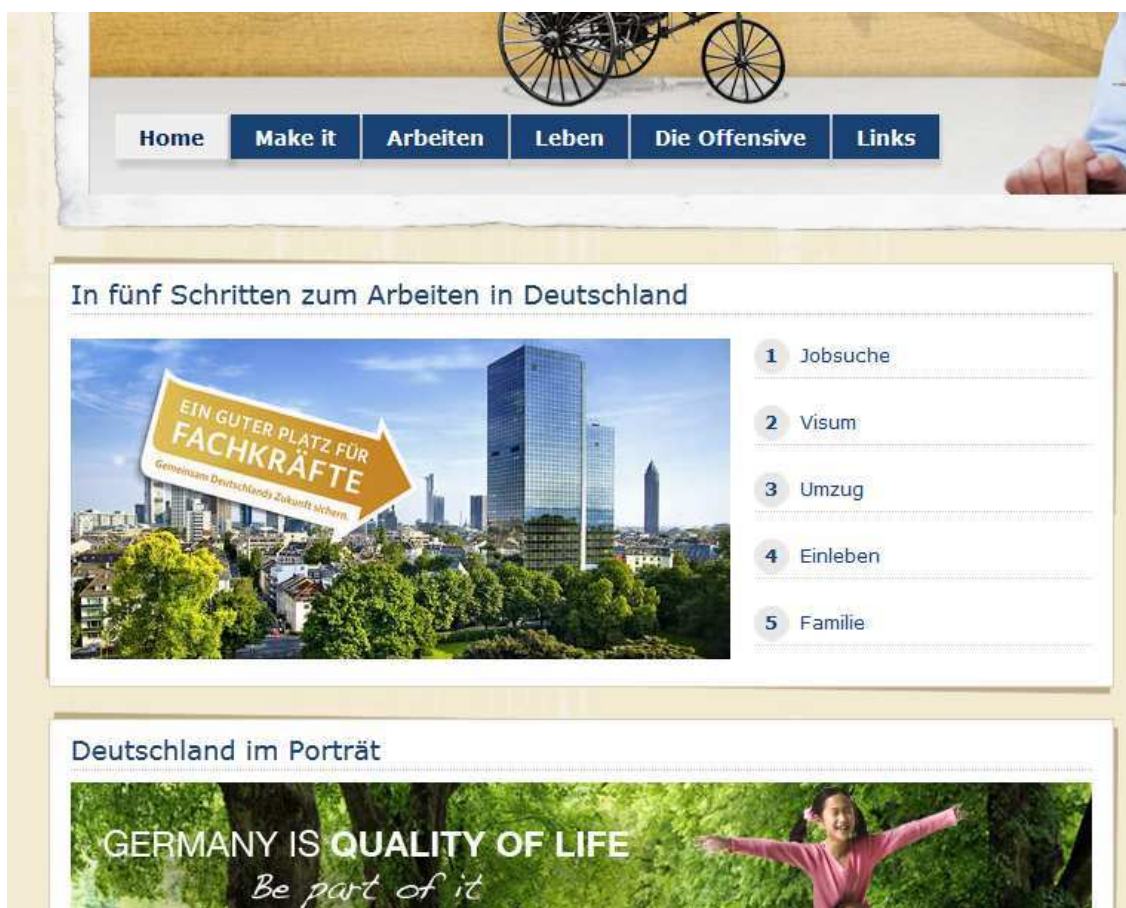 Home Make it Arbeiten Leben Die Offensive Links
In fünf Schritten zum Arbeiten in Deutschland
EIN GUTER PLATZ FÜR
FACHKRÄFTE
Gemeinsam Deutschlands Zukunft sichern.
1 Jobsuche
2 Visum
3 Umzug
4 Einleben
5 Familie
Deutschland im Porträt
GERMANY IS QUALITY OF LIFE
Be part of it